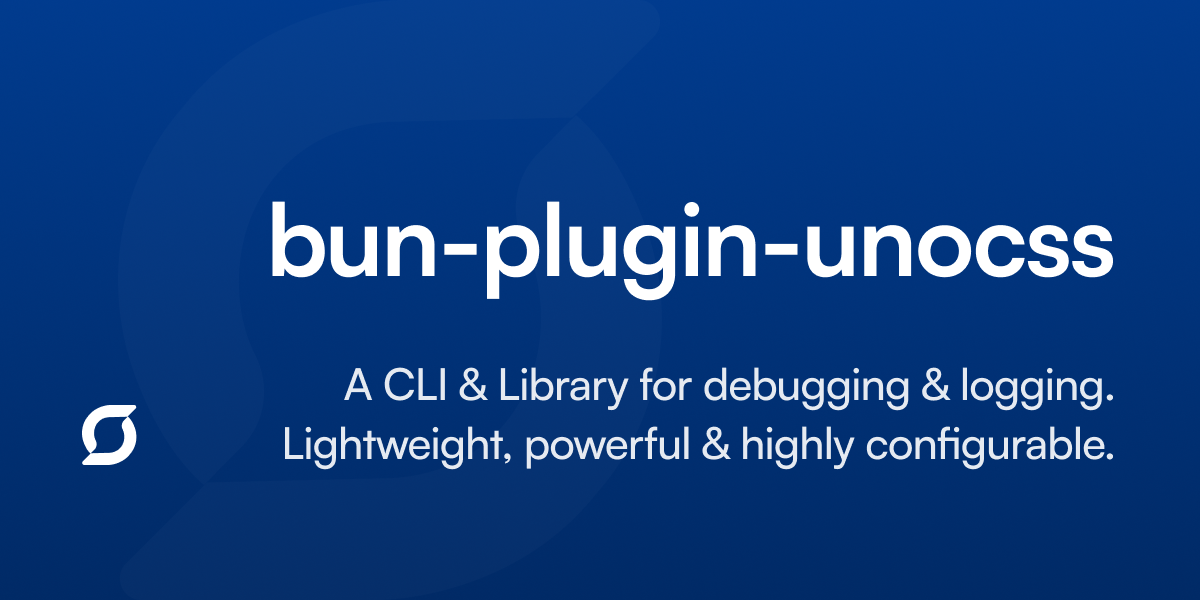 bun-plugin-unocss
A CLI & Library for debugging & logging.
Lightweight, powerful & highly configurable.